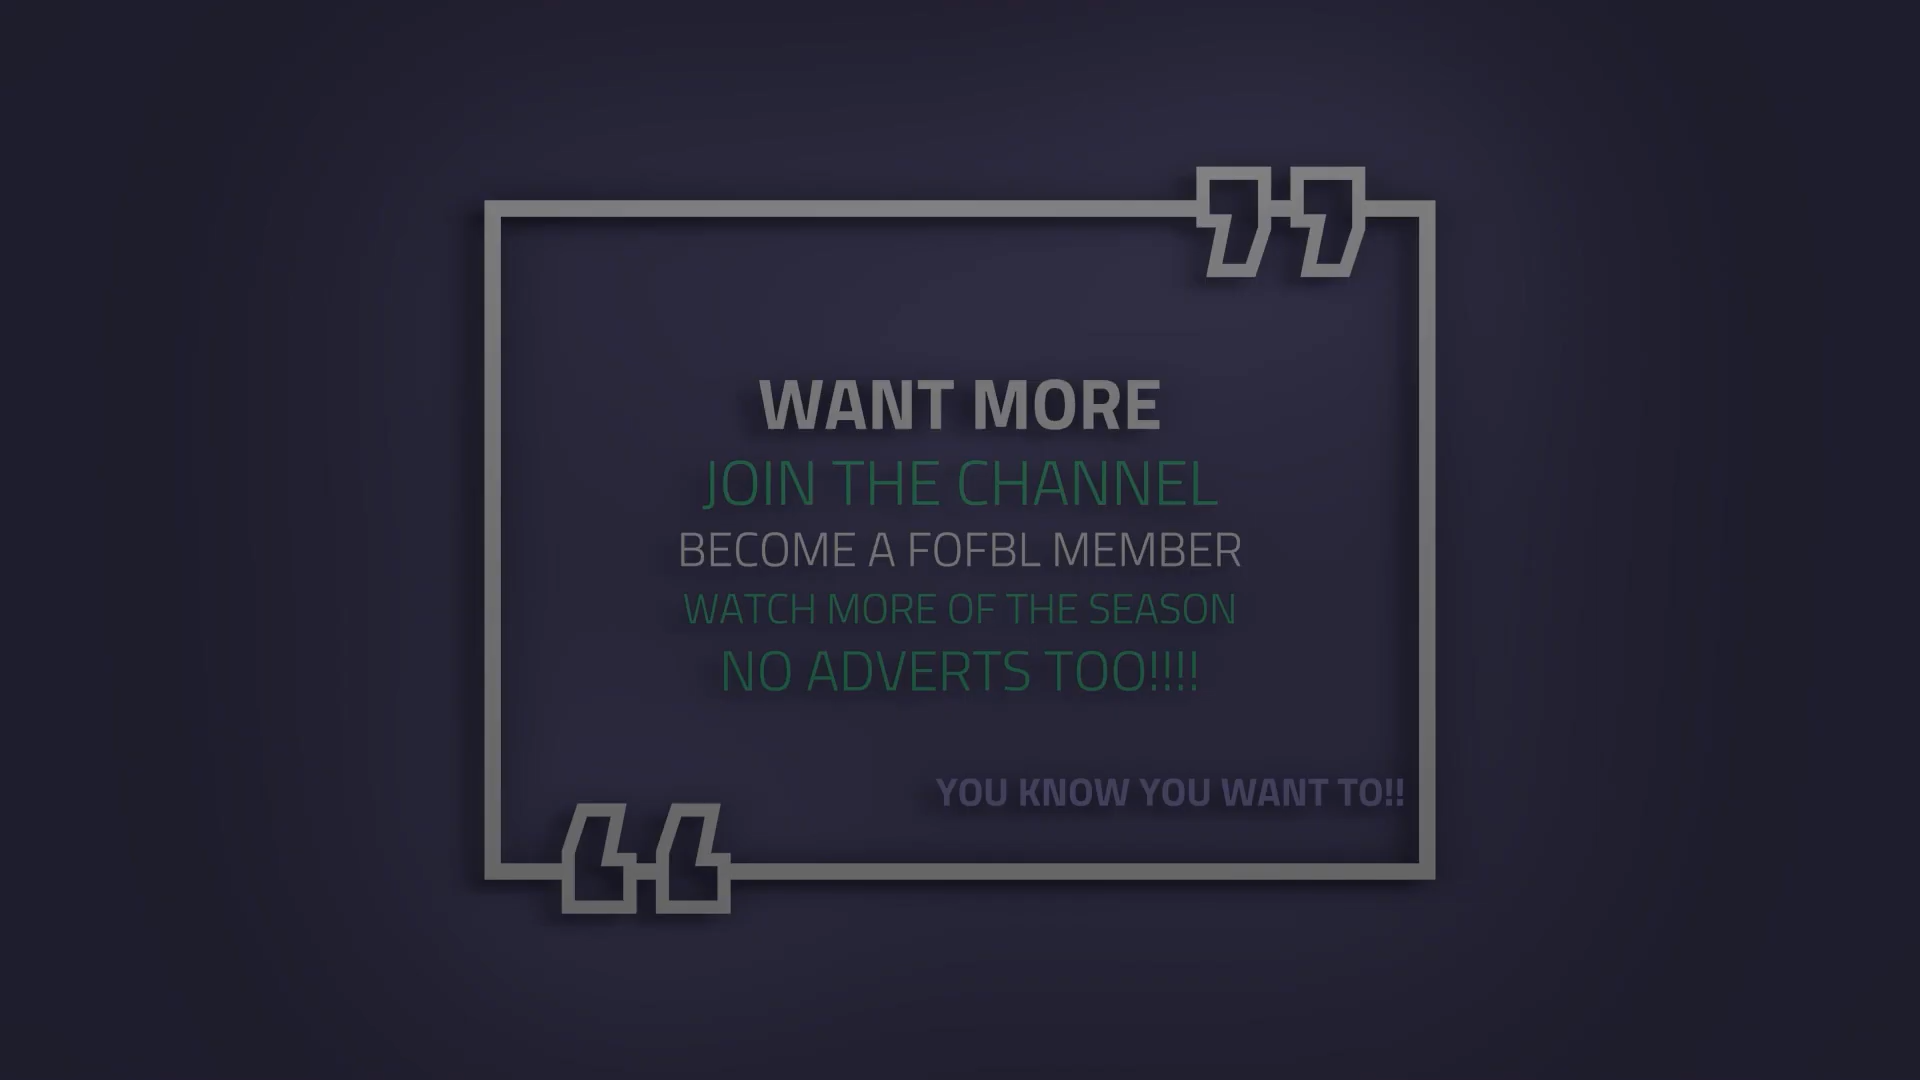 WANT MORE
JOIN THE CHANNEL
BECOME A FOFBL MEMBER
WATCH MORE OF THE SEASON
NO ADVERTS TOO!!!!
YOU KNOW YOU WANT TO!!